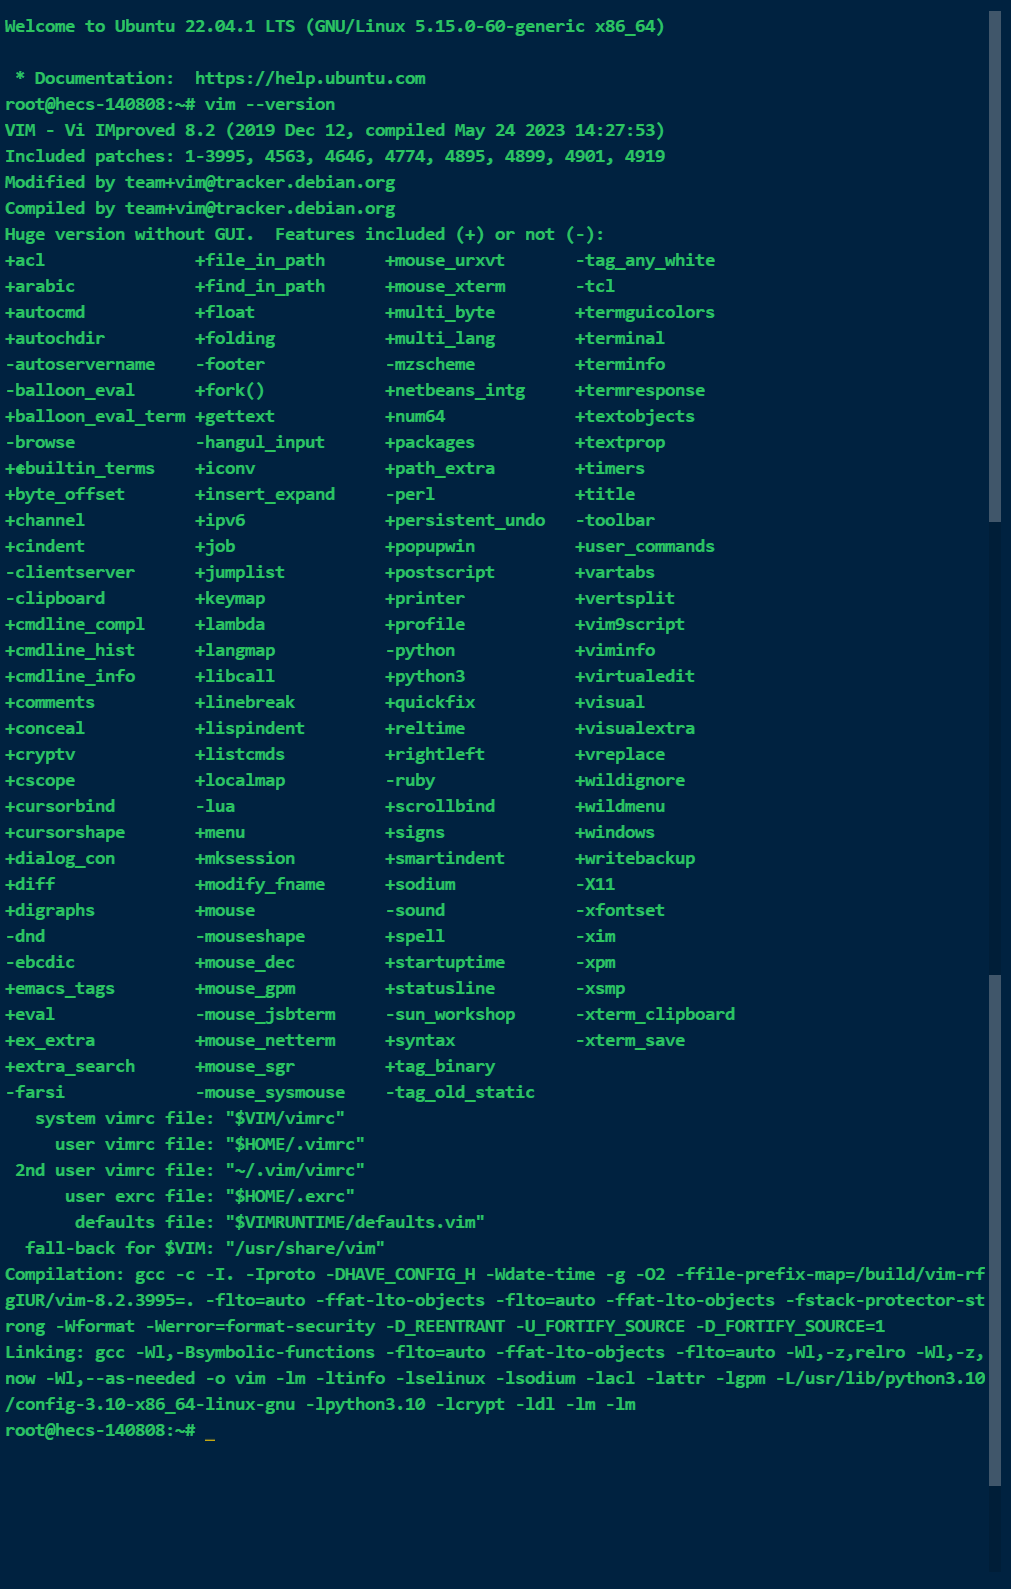 Welcome to Ubuntu 22.04.1 LTS (GNU/Linux 5.15.0-60-generic x86_64)
 * Documentation:  https://help.ubuntu.com
root@hecs-140808:~# vim --version
VIM - Vi IMproved 8.2 (2019 Dec 12, compiled May 24 2023 14:27:53)
Included patches: 1-3995, 4563, 4646, 4774, 4895, 4899, 4901, 4919
Modified by team+vim@tracker.debian.org
Compiled by team+vim@tracker.debian.org
Huge version without GUI.  Features included (+) or not (-):
+acl               +file_in_path      +mouse_urxvt       -tag_any_white
+arabic            +find_in_path      +mouse_xterm       -tcl
+autocmd           +float             +multi_byte        +termguicolors
+autochdir         +folding           +multi_lang        +terminal
-autoservername    -footer            -mzscheme          +terminfo
-balloon_eval      +fork()            +netbeans_intg     +termresponse
+balloon_eval_term +gettext           +num64             +textobjects
-browse            -hangul_input      +packages          +textprop
++builtin_terms    +iconv             +path_extra        +timers
+byte_offset       +insert_expand     -perl              +title
+channel           +ipv6              +persistent_undo   -toolbar
+cindent           +job               +popupwin          +user_commands
-clientserver      +jumplist          +postscript        +vartabs
-clipboard         +keymap            +printer           +vertsplit
+cmdline_compl     +lambda            +profile           +vim9script
+cmdline_hist      +langmap           -python            +viminfo
+cmdline_info      +libcall           +python3           +virtualedit
+comments          +linebreak         +quickfix          +visual
+conceal           +lispindent        +reltime           +visualextra
+cryptv            +listcmds          +rightleft         +vreplace
+cscope            +localmap          -ruby              +wildignore
+cursorbind        -lua               +scrollbind        +wildmenu
+cursorshape       +menu              +signs             +windows
+dialog_con        +mksession         +smartindent       +writebackup
+diff              +modify_fname      +sodium            -X11
+digraphs          +mouse             -sound             -xfontset
-dnd               -mouseshape        +spell             -xim
-ebcdic            +mouse_dec         +startuptime       -xpm
+emacs_tags        +mouse_gpm         +statusline        -xsmp
+eval              -mouse_jsbterm     -sun_workshop      -xterm_clipboard
+ex_extra          +mouse_netterm     +syntax            -xterm_save
+extra_search      +mouse_sgr         +tag_binary
-farsi             -mouse_sysmouse    -tag_old_static
   system vimrc file: "$VIM/vimrc"
     user vimrc file: "$HOME/.vimrc"
 2nd user vimrc file: "~/.vim/vimrc"
      user exrc file: "$HOME/.exrc"
       defaults file: "$VIMRUNTIME/defaults.vim"
  fall-back for $VIM: "/usr/share/vim"
Compilation: gcc -c -I. -Iproto -DHAVE_CONFIG_H -Wdate-time -g -O2 -ffile-prefix-map=/build/vim-rf
gIUR/vim-8.2.3995=. -flto=auto -ffat-lto-objects -flto=auto -ffat-lto-objects -fstack-protector-st
rong -Wformat -Werror=format-security -D_REENTRANT -U_FORTIFY_SOURCE -D_FORTIFY_SOURCE=1
Linking: gcc -Wl,-Bsymbolic-functions -flto=auto -ffat-lto-objects -flto=auto -Wl,-z,relro -Wl,-z,
now -Wl,--as-needed -o vim -lm -ltinfo -lselinux -lsodium -lacl -lattr -lgpm -L/usr/lib/python3.10
/config-3.10-x86_64-linux-gnu -lpython3.10 -lcrypt -ldl -lm -lm
root@hecs-140808:~# _